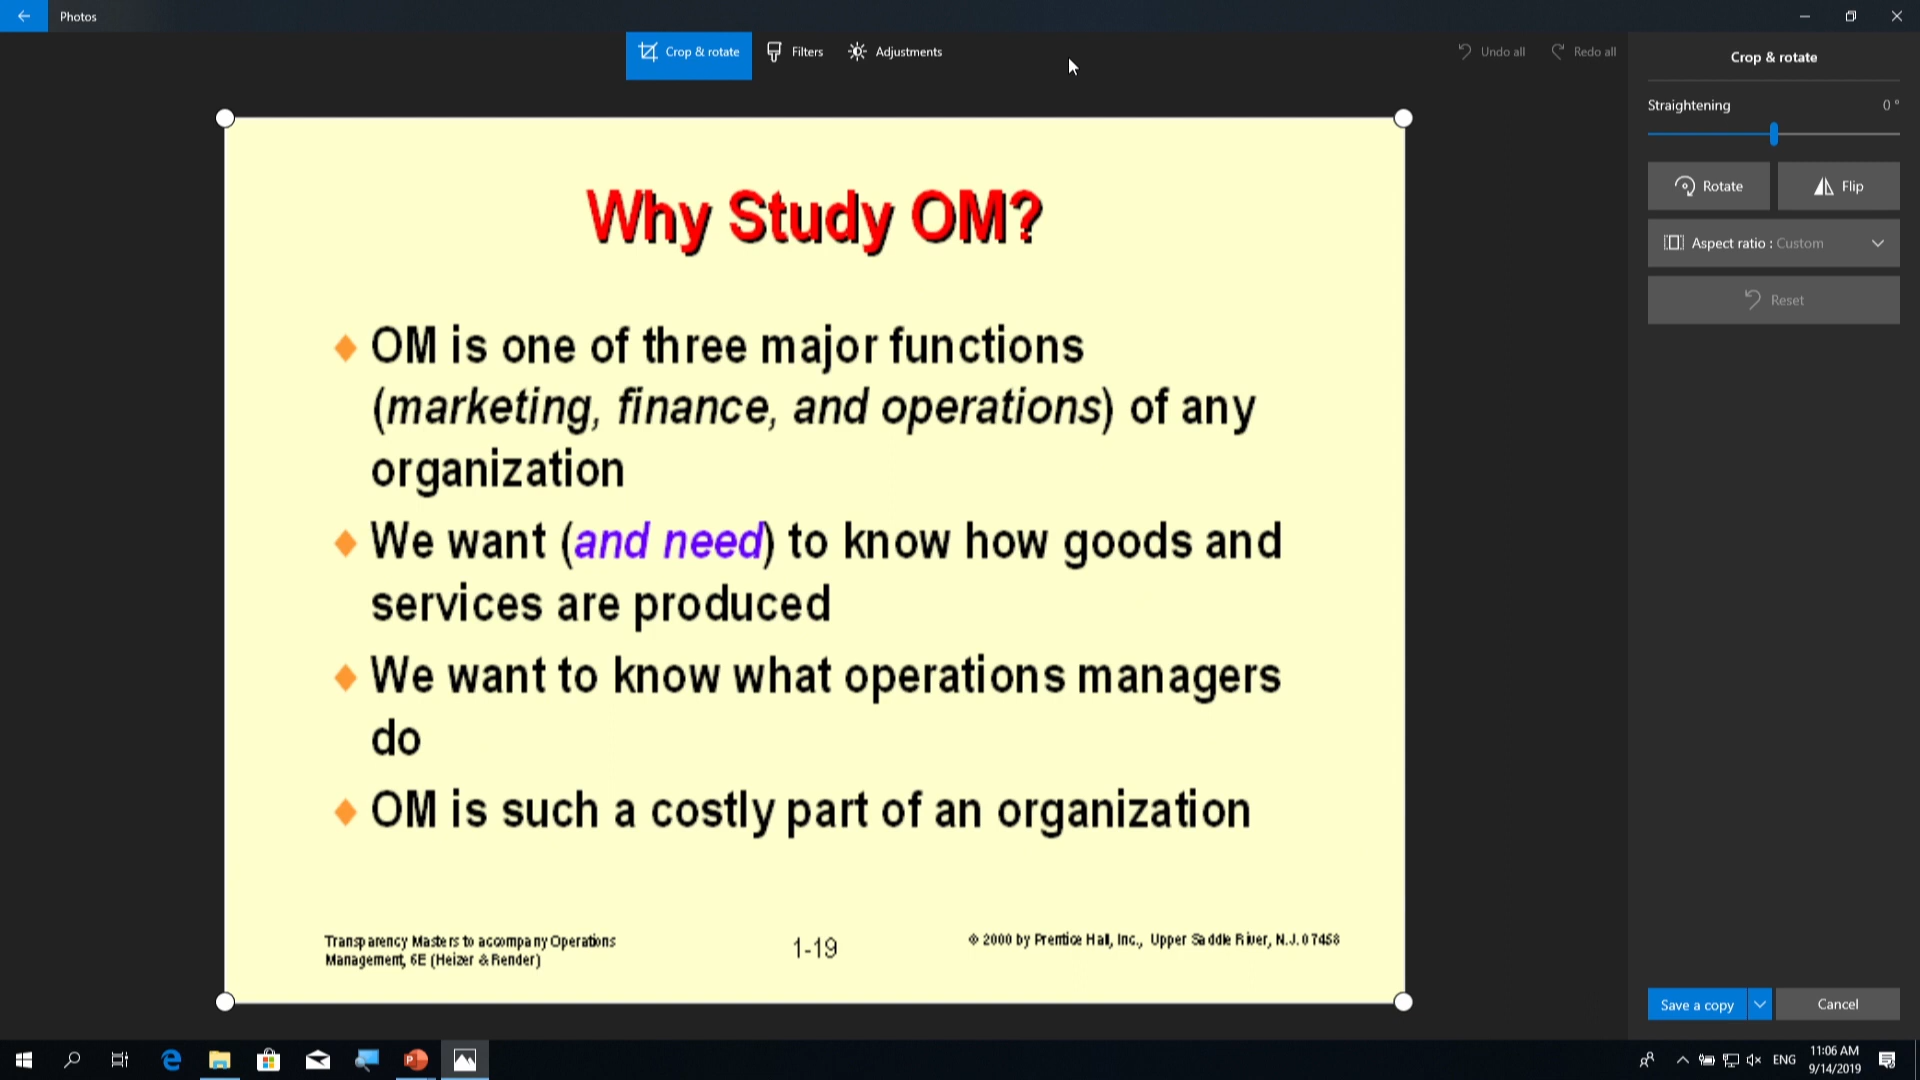 Photos
Crop & rotate
Filters
Adjustments
Undo all
Redo all
Crop & rotate
Straightening
0 °
Rotate
Flip
Aspect ratio : Custom
Reset
Why Study OM?
OM is one of three major functions
(marketing, finance, and operations) of any
organization
We want (and need) to know how goods and
services are produced
We want to know what operations managers
do
OM is such a costly part of an organization
Transparency Masters to accompany Operations
Management, 6E (Heizer & Render)
1-19
© 2000 by Prentice Hall, Inc., Upper Saddle River, N.J. 07458
Save a copy
Cancel
ENG
11:06 AM
9/14/2019